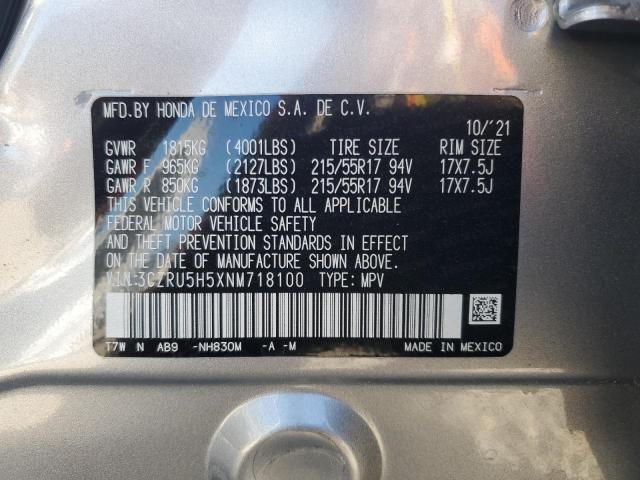 MFD.BY HONDA DE MEXICO S.A. DE C.V.
10/'21
GVWR 1815KG (4001LBS) TIRE SIZE RIM SIZE
GAWR F 965KG (2127LBS) 215/55R17 94V 17X7.5J
GAWR R 850KG (1873LBS) 215/55R17 94V 17X7.5J
THIS VEHICLE CONFORMS TO ALL APPLICABLE
FEDERAL MOTOR VEHICLE SAFETY
AND THEFT PREVENTION STANDARDS IN EFFECT
ON THE DATE OF MANUFACTURE SHOWN ABOVE.
V.I.N.:3CZRU5H5XNM718100 TYPE: MPV
T7W N AB9 -NH830M -A -M
MADE IN MEXICO